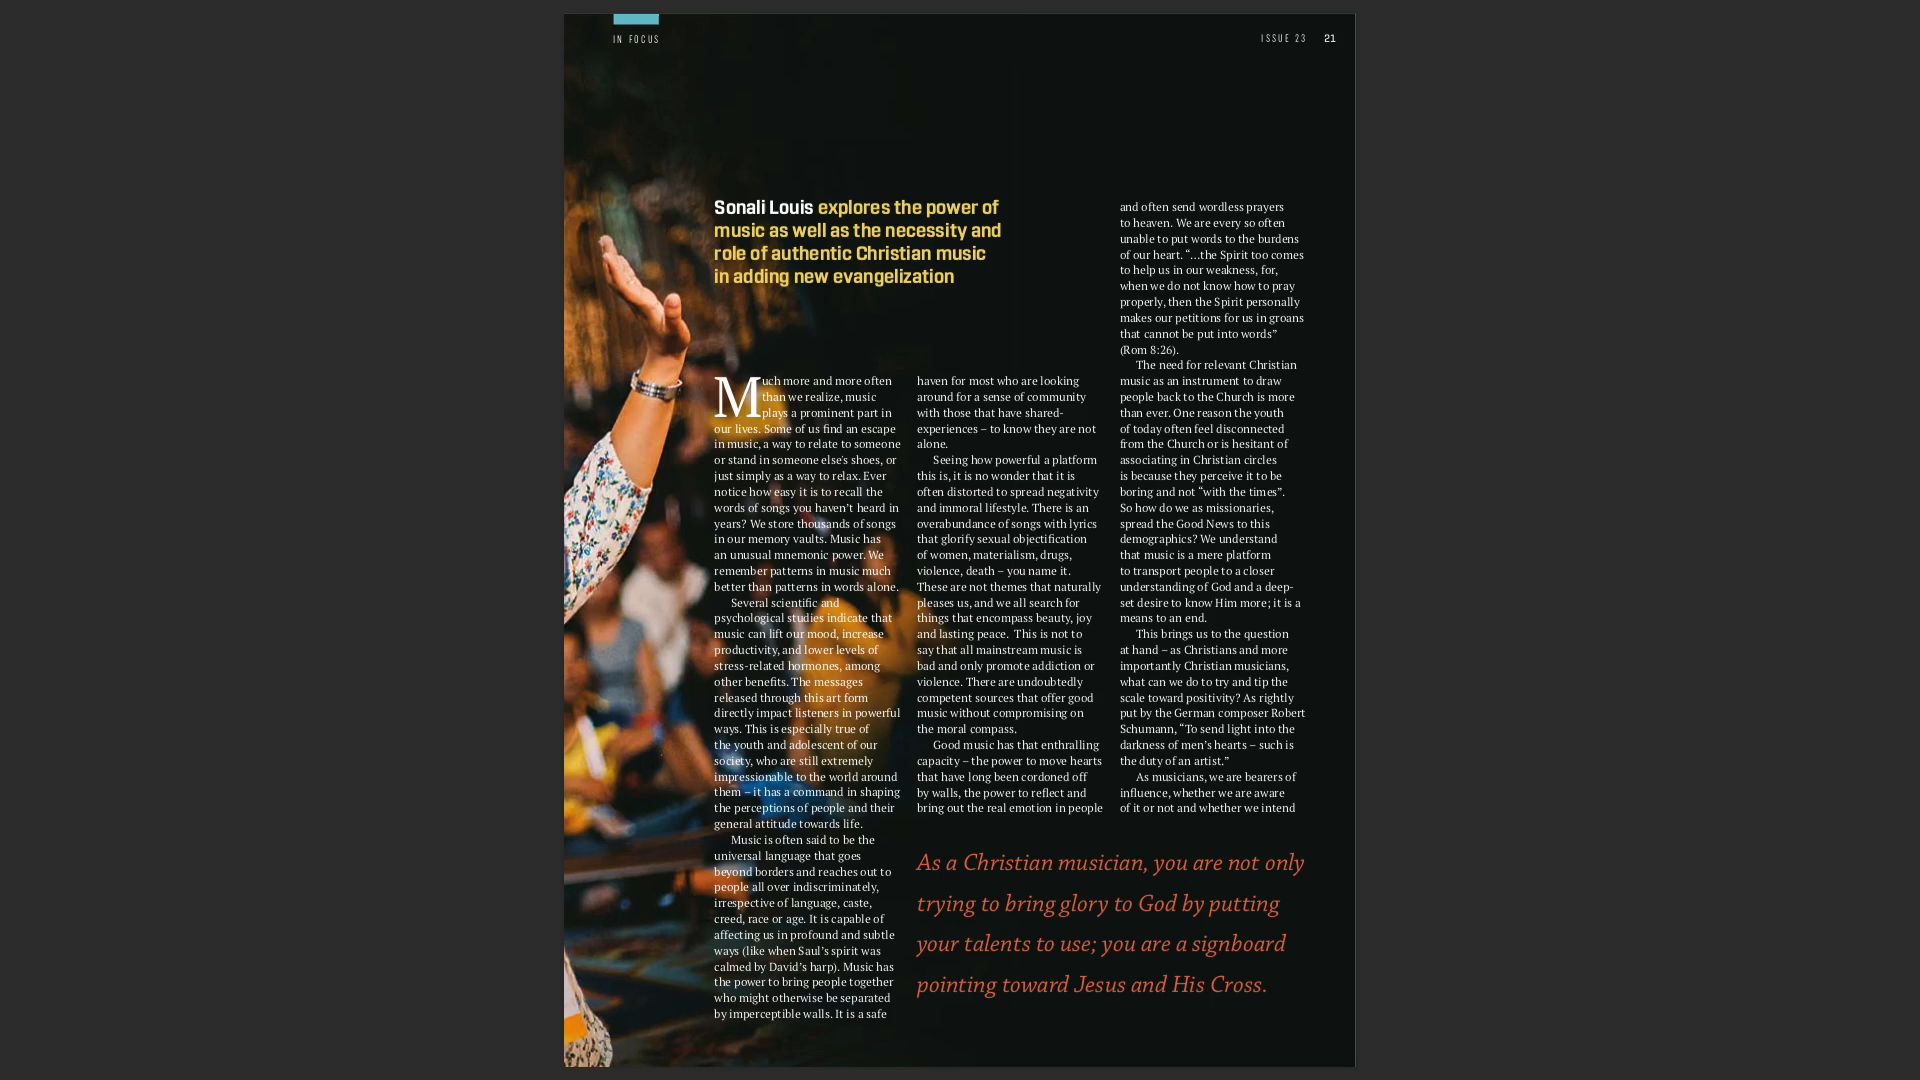 IN FOCUS
ISSUE 23 21
Sonali Louis explores the power of
music as well as the necessity and
role of authentic Christian music
in adding new evangelization
Much more and more often
than we realize, music
plays a prominent part in
our lives. Some of us find an escape
in music, a way to relate to someone
or stand in someone else's shoes, or
just simply as a way to relax. Ever
notice how easy it is to recall the
words of songs you haven't heard in
years? We store thousands of songs
in our memory vaults. Music has
an unusual mnemonic power. We
remember patterns in music much
better than patterns in words alone.
Several scientific and
psychological studies indicate that
music can lift our mood, increase
productivity, and lower levels of
stress-related hormones, among
other benefits. The messages
released through this art form
directly impact listeners in powerful
ways. This is especially true of
the youth and adolescent of our
society, who are still extremely
impressionable to the world around
them – it has a command in shaping
the perceptions of people and their
general attitude towards life.
Music is often said to be the
universal language that goes
beyond borders and reaches out to
people all over indiscriminately,
irrespective of language, caste,
creed, race or age. It is capable of
affecting us in profound and subtle
ways (like when Saul's spirit was
calmed by David's harp). Music has
the power to bring people together
who might otherwise be separated
by imperceptible walls. It is a safe
haven for most who are looking
around for a sense of community
with those that have shared-
experiences – to know they are not
alone.
Seeing how powerful a platform
this is, it is no wonder that it is
often distorted to spread negativity
and immoral lifestyle. There is an
overabundance of songs with lyrics
that glorify sexual objectification
of women, materialism, drugs,
violence, death – you name it.
These are not themes that naturally
pleases us, and we all search for
things that encompass beauty, joy
and lasting peace. This is not to
say that all mainstream music is
bad and only promote addiction or
violence. There are undoubtedly
competent sources that offer good
music without compromising on
the moral compass.
Good music has that enthralling
capacity – the power to move hearts
that have long been cordoned off
by walls, the power to reflect and
bring out the real emotion in people
and often send wordless prayers
to heaven. We are every so often
unable to put words to the burdens
of our heart. “…the Spirit too comes
to help us in our weakness, for,
when we do not know how to pray
properly, then the Spirit personally
makes our petitions for us in groans
that cannot be put into words”
(Rom 8:26).
The need for relevant Christian
music as an instrument to draw
people back to the Church is more
than ever. One reason the youth
of today often feel disconnected
from the Church or is hesitant of
associating in Christian circles
is because they perceive it to be
boring and not “with the times”.
So how do we as missionaries,
spread the Good News to this
demographics? We understand
that music is a mere platform
to transport people to a closer
understanding of God and a deep-
set desire to know Him more; it is a
means to an end.
This brings us to the question
at hand – as Christians and more
importantly Christian musicians,
what can we do to try and tip the
scale toward positivity? As rightly
put by the German composer Robert
Schumann, “To send light into the
darkness of men’s hearts – such is
the duty of an artist.”
As musicians, we are bearers of
influence, whether we are aware
of it or not and whether we intend
As a Christian musician, you are not only
trying to bring glory to God by putting
your talents to use; you are a signboard
pointing toward Jesus and His Cross.